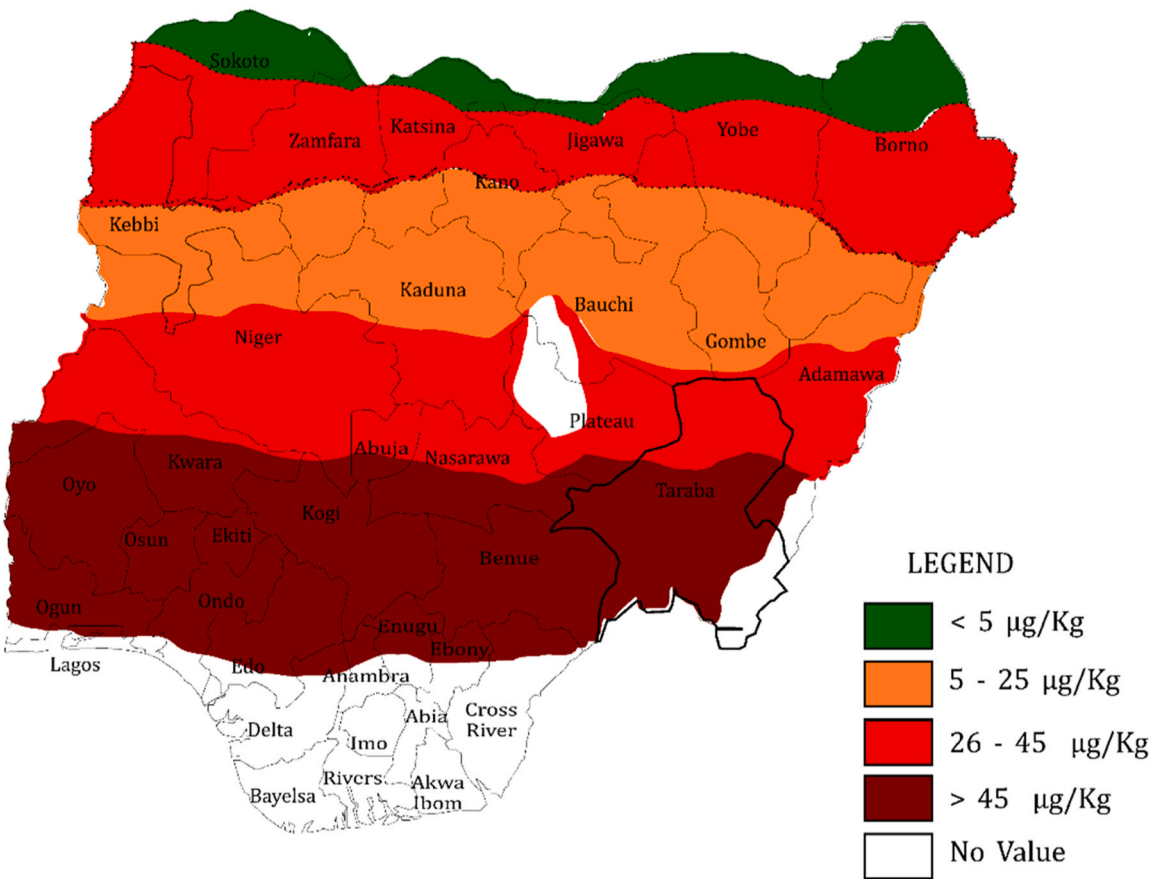 Sokoto
Zamfara
Katsina
Jigawa
Yobe
Borno
Kano
Kebbi
Kaduna
Bauchi
Niger
Gombe
Adamawa
Plateau
Abuja
Nasarawa
Kwara
Oyo
Taraba
Kogi
Osun
Ekiti
Benue
Ogun
Ondo
Enugu
Ebony
Lagos
Edo
Anambra
Delta
Abia
Cross
River
Imo
Rivers
Akwa
Ibom
Bayelsa
LEGEND
< 5 µg/Kg
5 - 25 µg/Kg
26 - 45 µg/Kg
> 45 µg/Kg
No Value